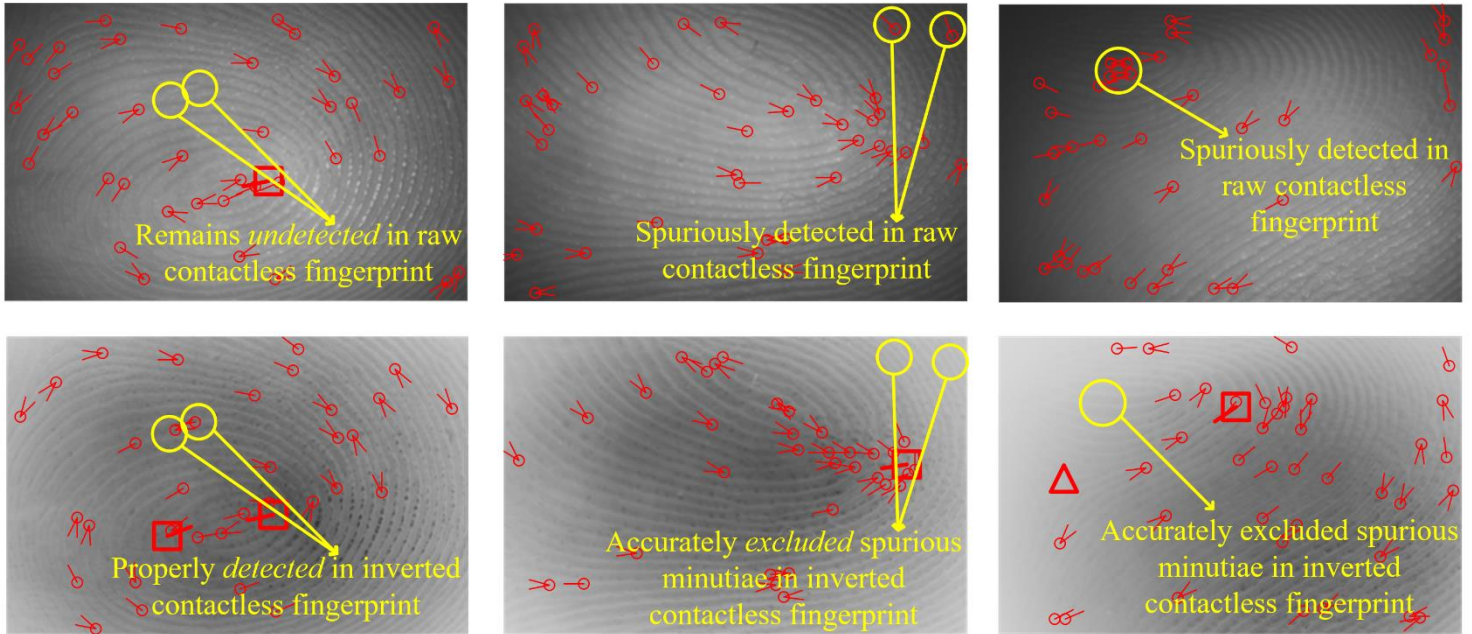 Remains undetected in raw
contactless fingerprint
Spuriously detected in raw
contactless fingerprint
Spuriously detected in
raw contactless
fingerprint
Properly detected in inverted
contactless fingerprint
Accurately excluded spurious
minutiae in inverted
contactless fingerprint
Accurately excluded spurious
minutiae in inverted
contactless fingerprint